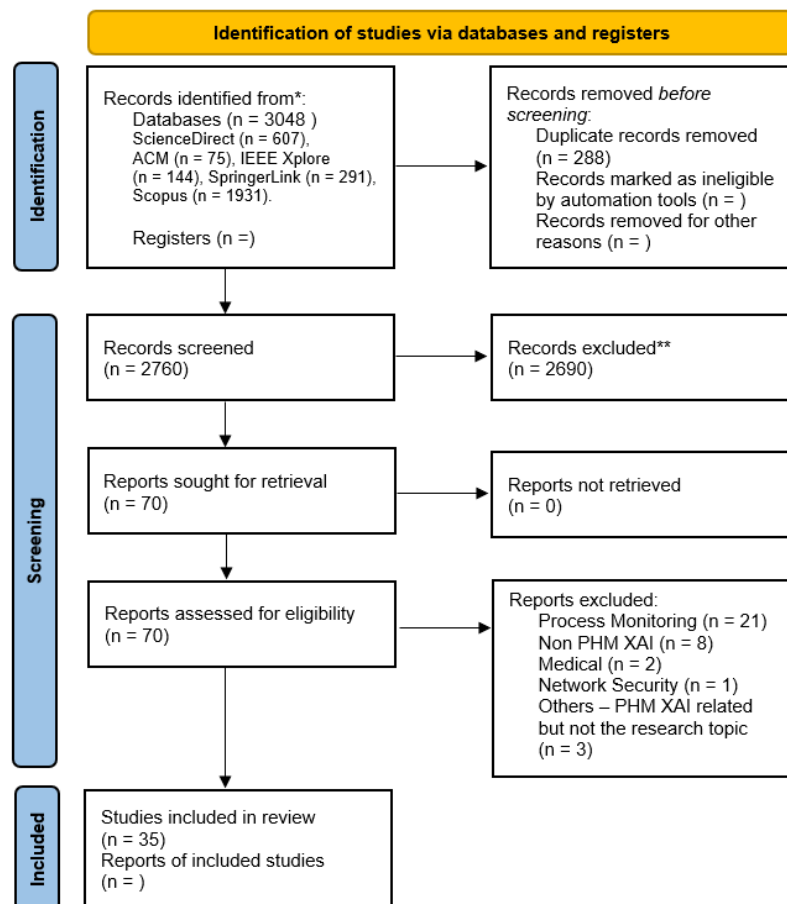 Identification of studies via databases and registers
Identification
Records identified from*:
Databases (n = 3048 )
ScienceDirect (n = 607),
ACM (n = 75), IEEE Xplore
(n = 144), SpringerLink (n = 291),
Scopus (n = 1931).
Registers (n =)
Records removed before
screening:
Duplicate records removed
(n = 288)
Records marked as ineligible
by automation tools (n = )
Records removed for other
reasons (n = )
Screening
Records screened
(n = 2760)
Records excluded**
(n = 2690)
Reports sought for retrieval
(n = 70)
Reports not retrieved
(n = 0)
Reports assessed for eligibility
(n = 70)
Reports excluded:
Process Monitoring (n = 21)
Non PHM XAI (n = 8)
Medical (n = 2)
Network Security (n = 1)
Others – PHM XAI related
but not the research topic
(n = 3)
Included
Studies included in review
(n = 35)
Reports of included studies
(n = )